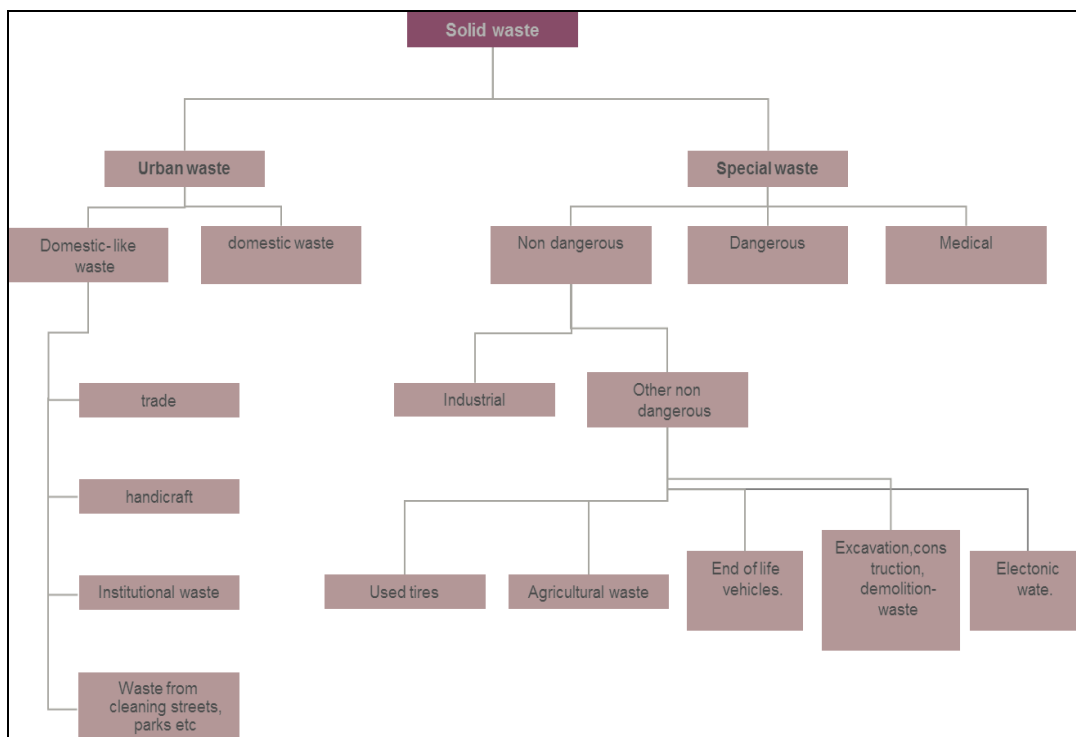 Solid waste
Urban waste
Special waste
Domestic-like
waste
domestic waste
Non dangerous
Dangerous
Medical
trade
Industrial
Other non
dangerous
handicraft
Institutional waste
Used tires
Agricultural waste
End of life
vehicles.
Excavation,cons
truction,
demolition-
waste
Electonic
wate.
Waste from
cleaning streets,
parks etc